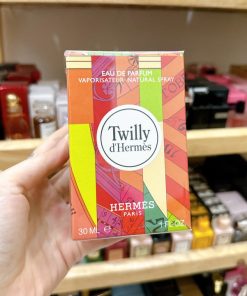 EAU DE PARFUM
VAPORISATEUR-NATURAL SPRAY
Twilly
d'Hermès
HERMÈS
PARIS
30 ML e 1 FL.OZ